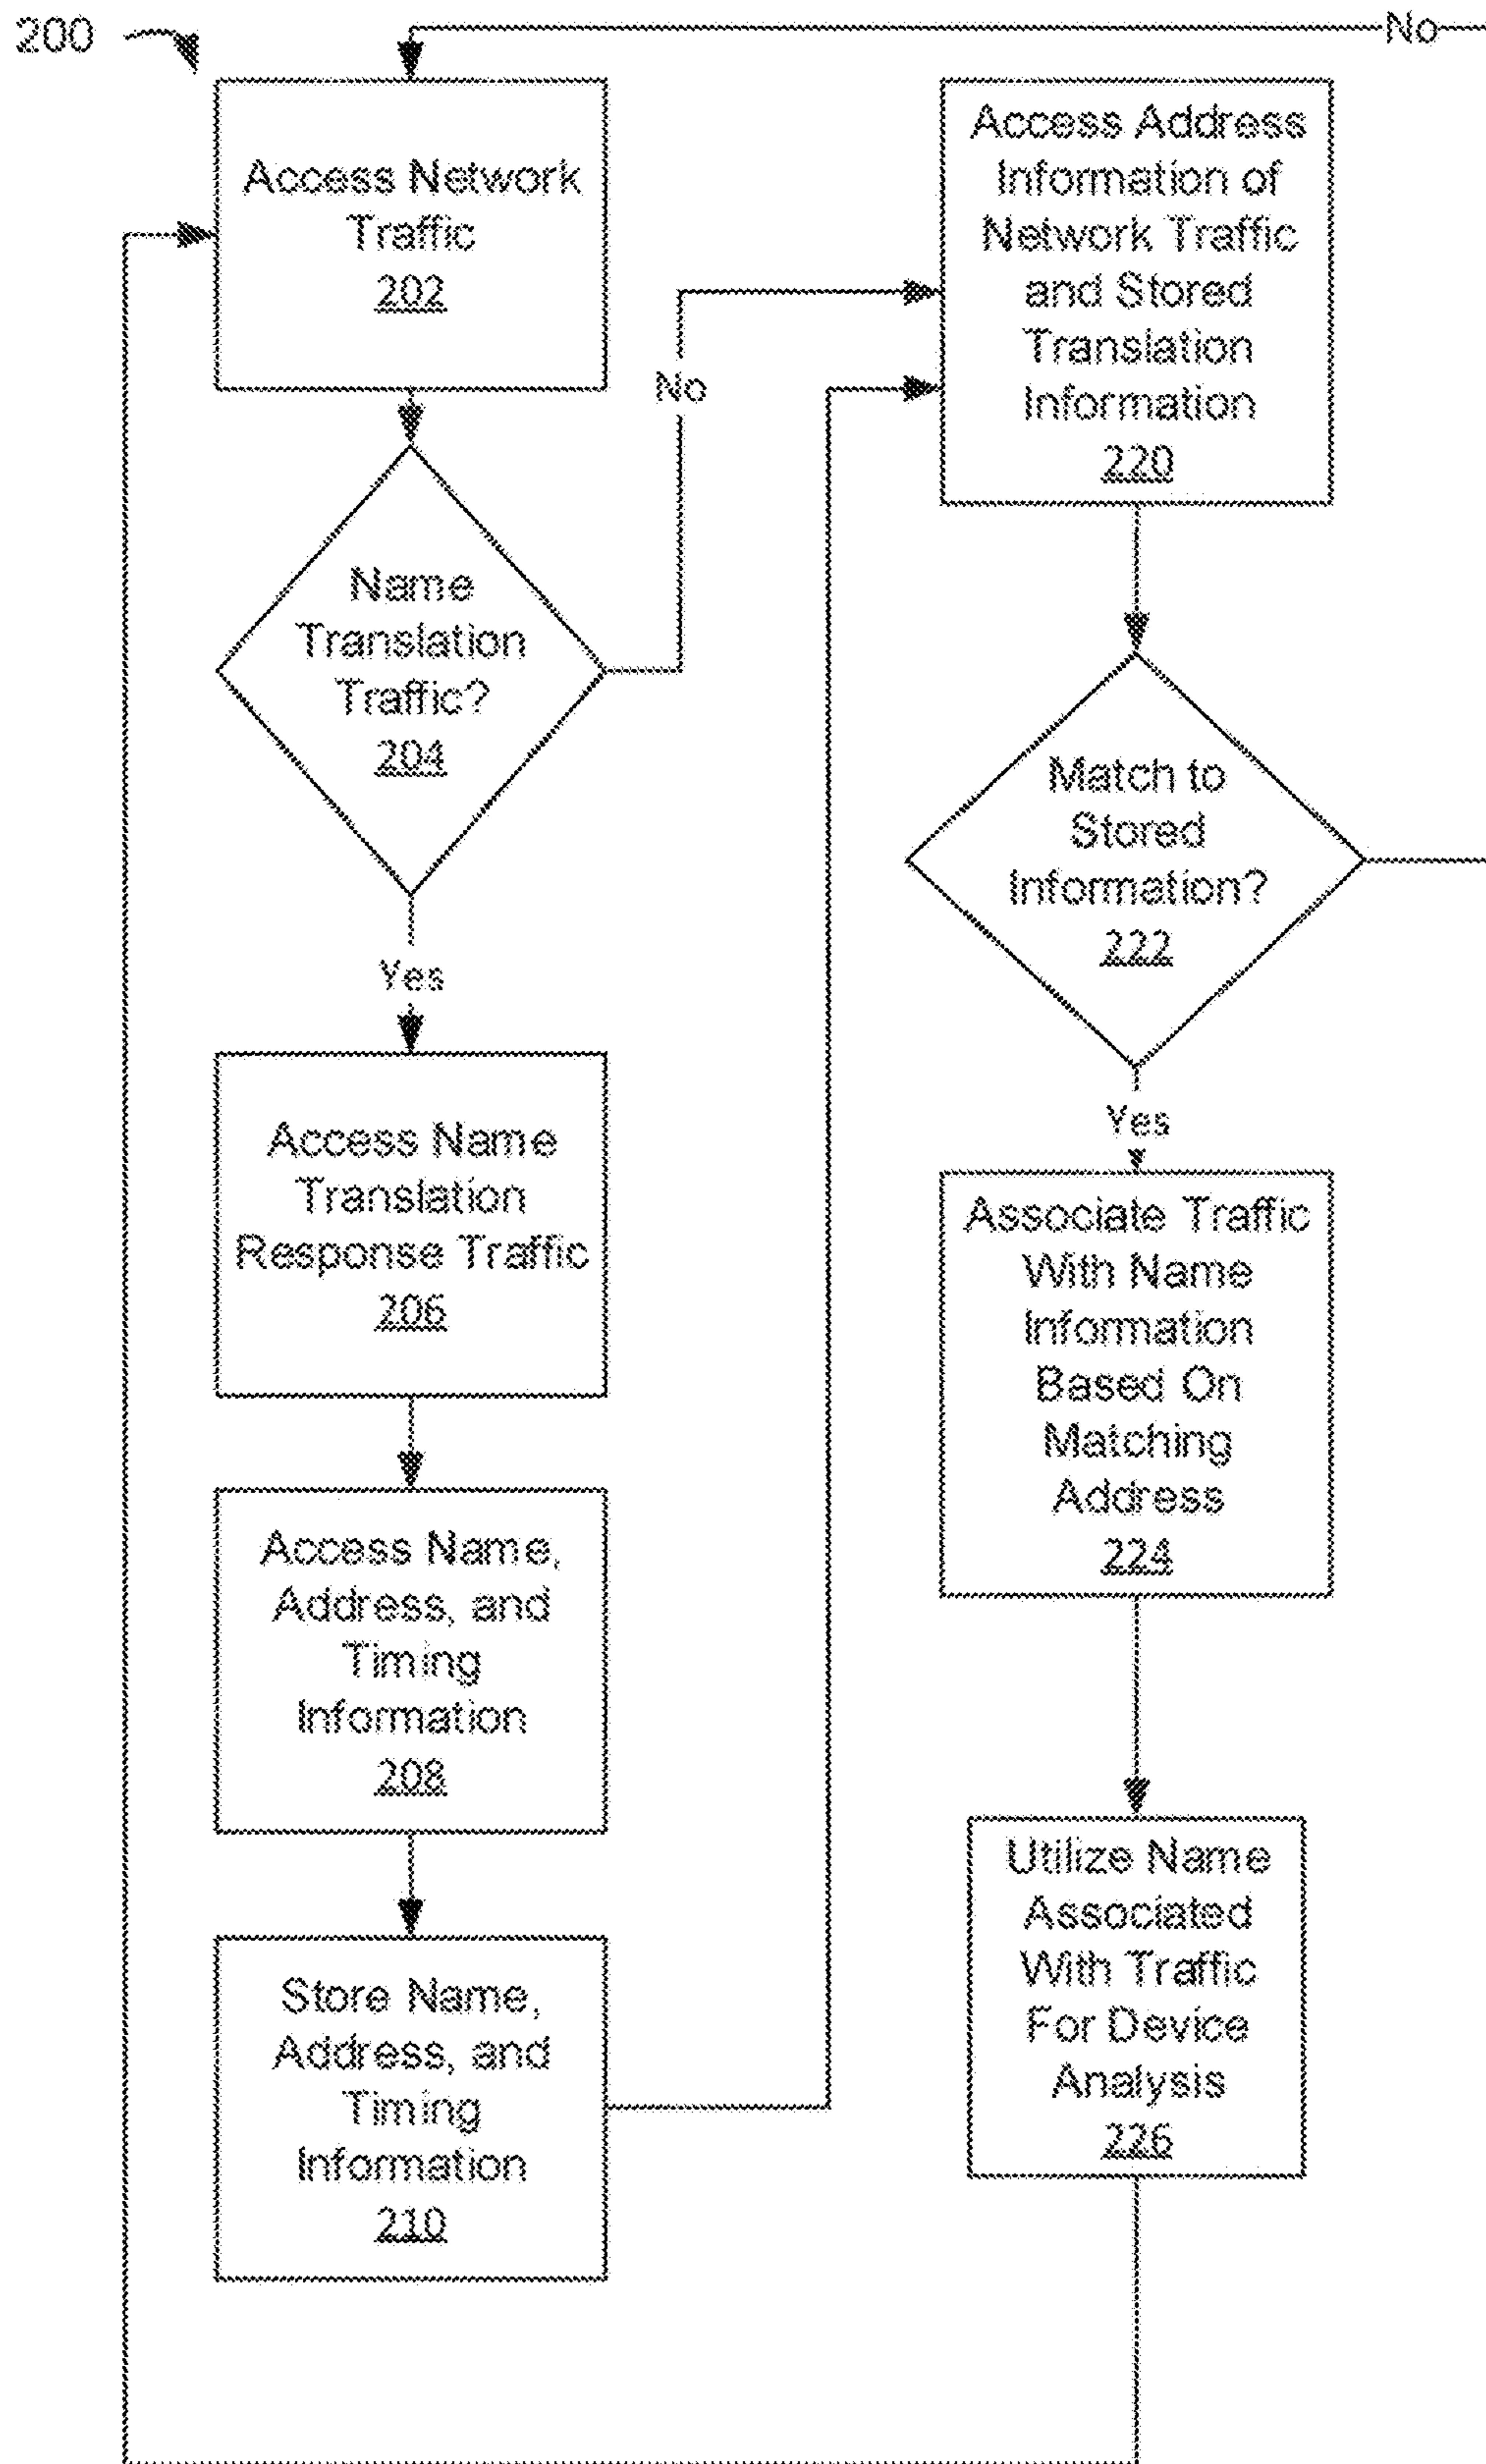 200
No
Access Network
Traffic
202
Name
Translation
Traffic?
204
No
Yes
Access Name
Translation
Response Traffic
206
Access Name,
Address, and
Timing
Information
208
Store Name,
Address, and
Timing
Information
210
Access Address
Information of
Network Traffic
and Stored
Translation
Information
220
Match to
Stored
Information?
222
Yes
Associate Traffic
With Name
Information
Based On
Matching
Address
224
Utilize Name
Associated
With Traffic
For Device
Analysis
226